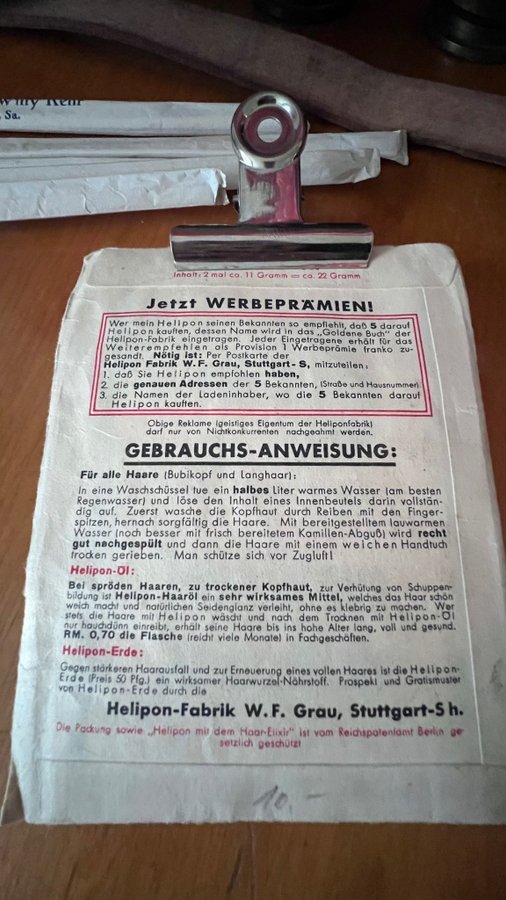 Sa.
Inhalt: 2 mal ca. 11 Gramm = ca. 22 Gramm
Jetzt WERBEPRÄMIEN!
Wer mein Helipon seinen Bekannten so empfiehlt, daß 5 darauf
Helipon kauften, dessen Name wird in das „Goldene Buch" der
Helipon-Fabrik eingetragen. Jeder Eingetragene erhält für das
Weiterempfehlen als Provision 1 Werbeprämie franko zu-
gesandt. Nötig ist: Per Postkarte der
Helipon Fabrik W. F. Grau, Stuttgart-S, mitzuteilen:
1. daß Sie Helipon empfohlen haben,
2. die genauen Adressen der 5 Bekannten, (Straße und Hausnummer)
3. die Namen der Ladeninhaber, wo die 5 Bekannten darauf
Helipon kauften.
Obige Reklame (geistiges Eigentum der Heliponfabrik)
darf nur von Nichtkonkurrenten nachgeahmt werden.
GEBRAUCHS-ANWEISUNG:
Für alle Haare (Bubikopf und Langhaar):
In eine Waschschüssel tue ein halbes Liter warmes Wasser (am besten
Regenwasser) und löse den Inhalt eines Innenbeutels darin vollstän-
dig auf. Zuerst wasche die Kopfhaut durch Reiben mit den Finger-
spitzen, hernach sorgfältig die Haare. Mit bereitgestelltem lauwarmen
Wasser (noch besser mit frisch bereitetem Kamillen-Abguß) wird recht
gut nachgespült und dann die Haare mit einem weichen Handtuch
trocken gerieben. Man schütze sich vor Zugluft!
Helipon-Öl:
Bei spröden Haaren, zu trockener Kopfhaut, zur Verhütung von Schuppen-
bildung ist Helipon-Haaröl ein sehr wirksames Mittel, welches das Haar schön
weich macht und natürlichen Seidenglanz verleiht, ohne es klebrig zu machen. Wer
stets die Haare mit Helipon wäscht und nach dem Trocknen mit Helipon-Öl
nur hauchdünn einreibt, erhält seine Haare bis ins hohe Alter lang, voll und gesund.
RM. 0,70 die Flasche (reicht viele Monate) in Fachgeschäften.
Helipon-Erde:
Gegen stärkeren Haarausfall und zur Erneuerung eines vollen Haares ist die Helipon-
Erde (Preis 50 Pfg.) ein wirksamer Haarwurzel-Nährstoff. Prospekt und Gratismuster
von Helipon-Erde durch die
Helipon-Fabrik W. F. Grau, Stuttgart-S h.
Die Packung sowie „Helipon mit dem Haar-Elixir" ist vom Reichspatentamt Berlin ge-
setzlich geschützt
10.-